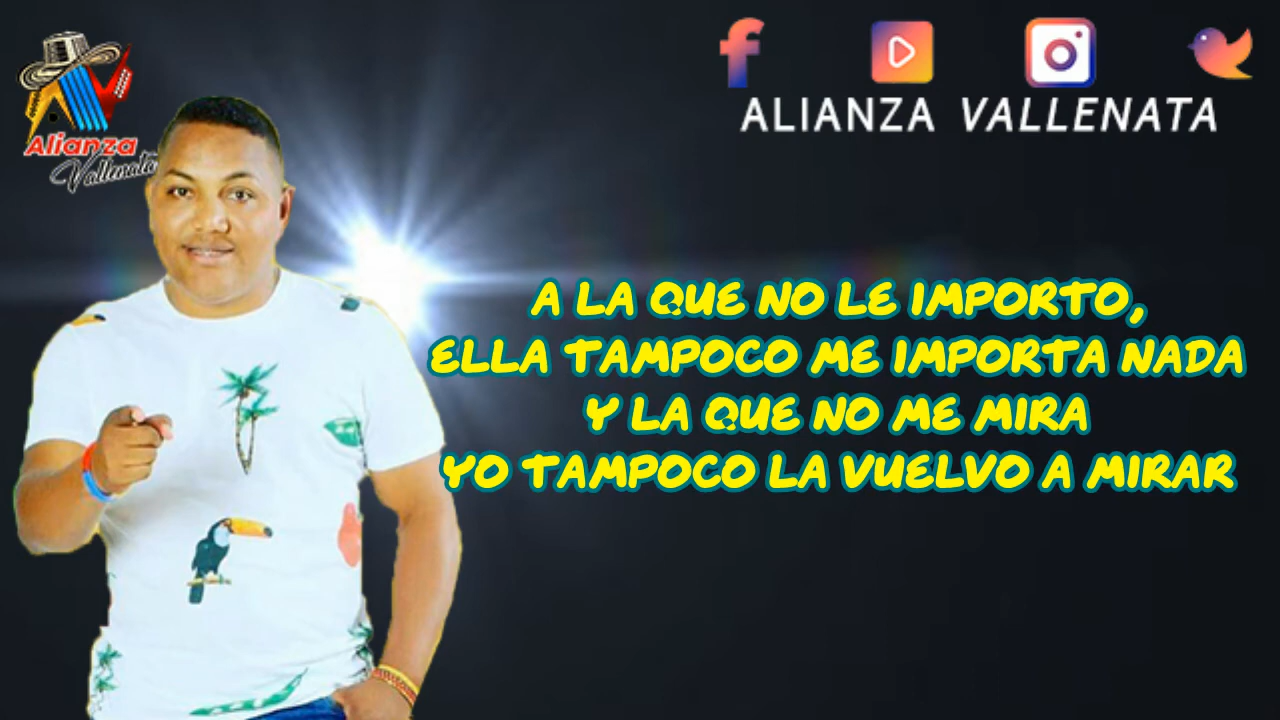 Alianza
Vallenata
ALIANZA VALLENATA
A LA QUE NO LE IMPORTO,
ELLA TAMPOCO ME IMPORTA NADA
Y LA QUE NO ME MIRA
YO TAMPOCO LA VUELVO A MIRAR